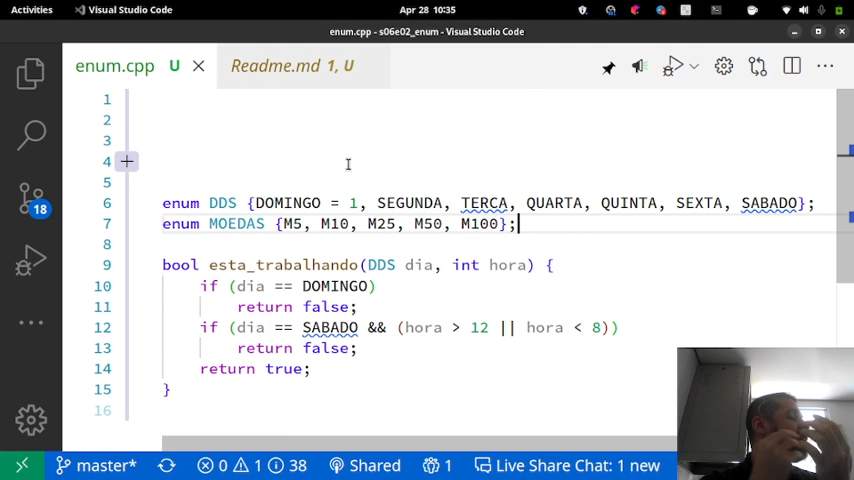 Activities Visual Studio Code Apr 28 10:35
enum.cpp - s06e02_enum - Visual Studio Code
enum.cpp U Readme.md 1, U
1
2
3
4
5
6 enum DDS {DOMINGO = 1, SEGUNDA, TERCA, QUARTA, QUINTA, SEXTA, SABADO};
7 enum MOEDAS {M5, M10, M25, M50, M100};
8
9 bool esta_trabalhando(DDS dia, int hora) {
10 if (dia == DOMINGO)
11 return false;
12 if (dia == SABADO && (hora > 12 || hora < 8))
13 return false;
14 return true;
15 }
16
18
master* 0 1 38 Shared 1 Live Share Chat: 1 new